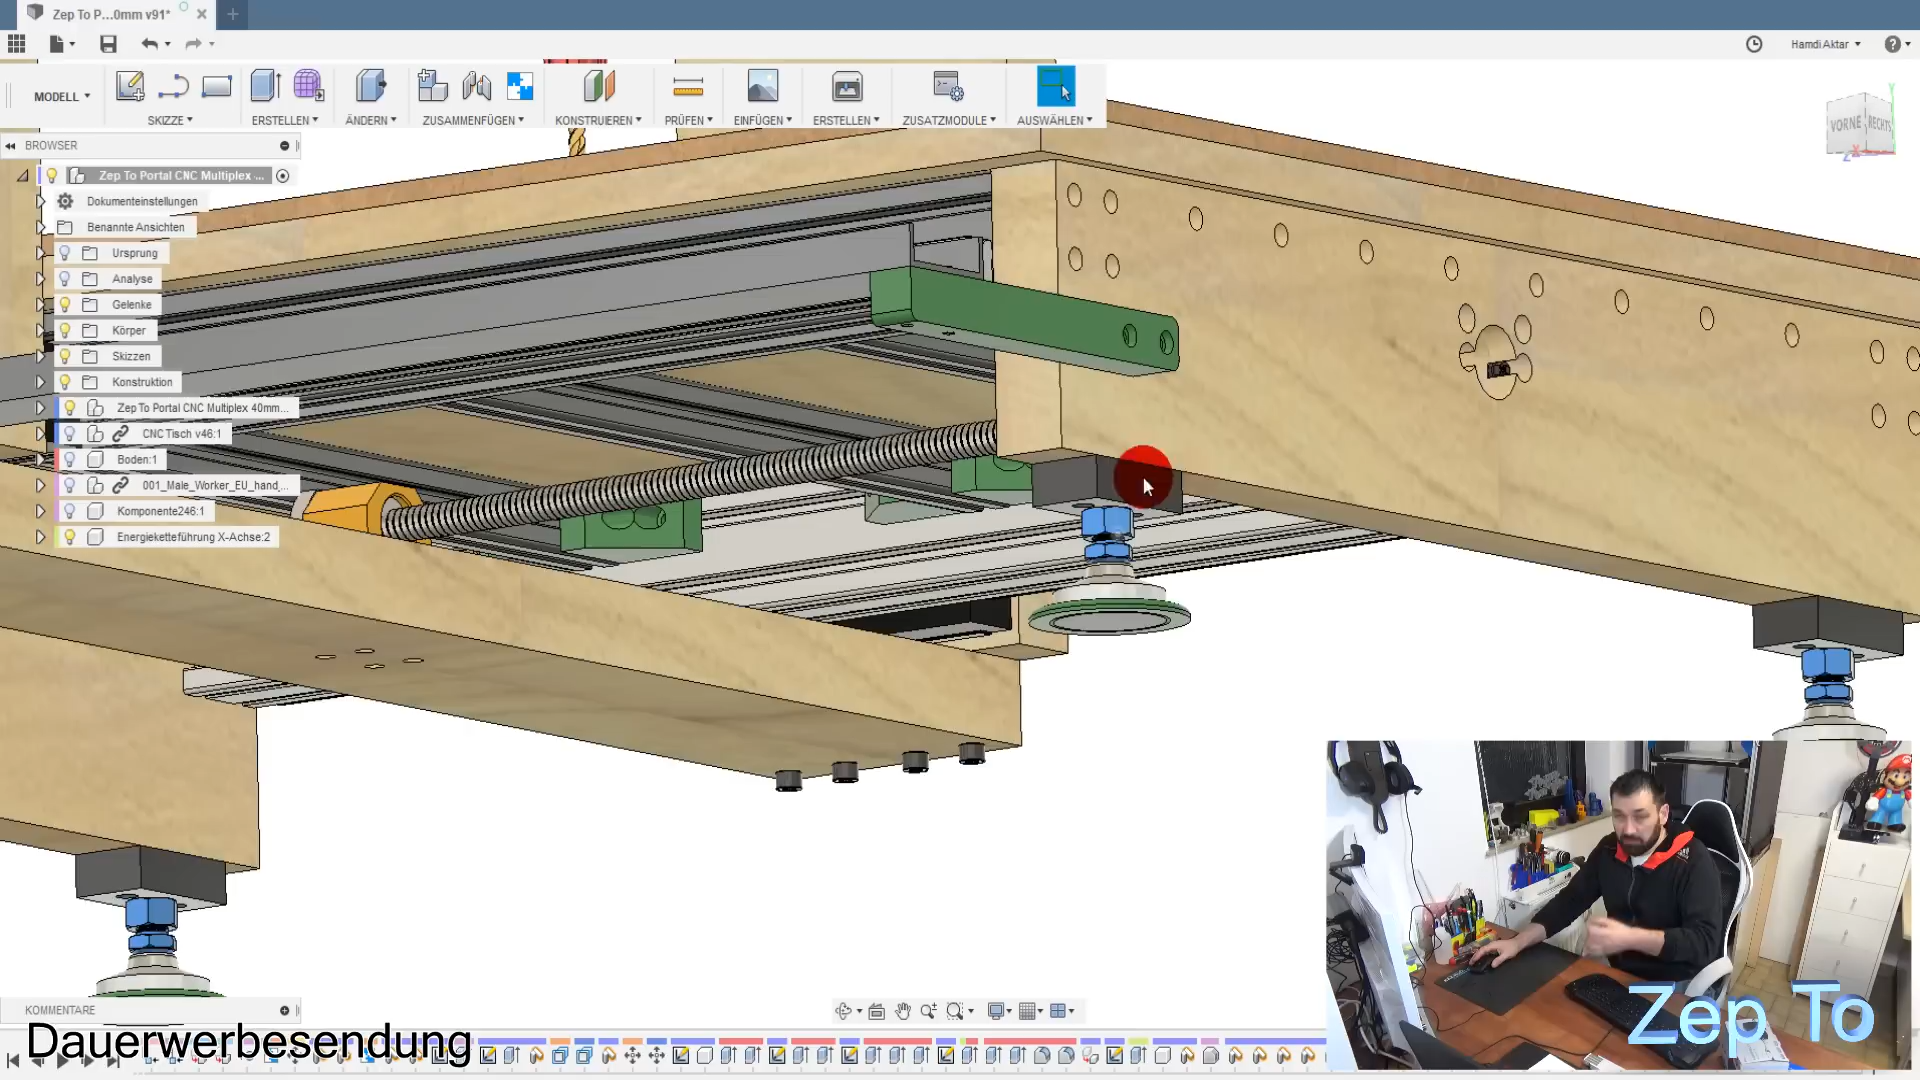 Zep To P...0mm v91*
Hamdi Aktar
MODELL
SKIZZE
ERSTELLEN
ÄNDERN
ZUSAMMENFÜGEN
KONSTRUIEREN
PRÜFEN
EINFÜGEN
ERSTELLEN
ZUSATZMODULE
AUSWÄHLEN
VORNE
RECHTS
BROWSER
Zep To Portal CNC Multiplex ...
Dokumenteinstellungen
Benannte Ansichten
Ursprung
Analyse
Gelenke
Körper
Skizzen
Konstruktion
Zep To Portal CNC Multiplex 40mm...
CNC Tisch v46:1
Boden:1
001_Male_Worker_EU_hand_...
Komponente246:1
Energieketteführung X-Achse:2
KOMMENTARE
Dauerwerbesendung
Zep To